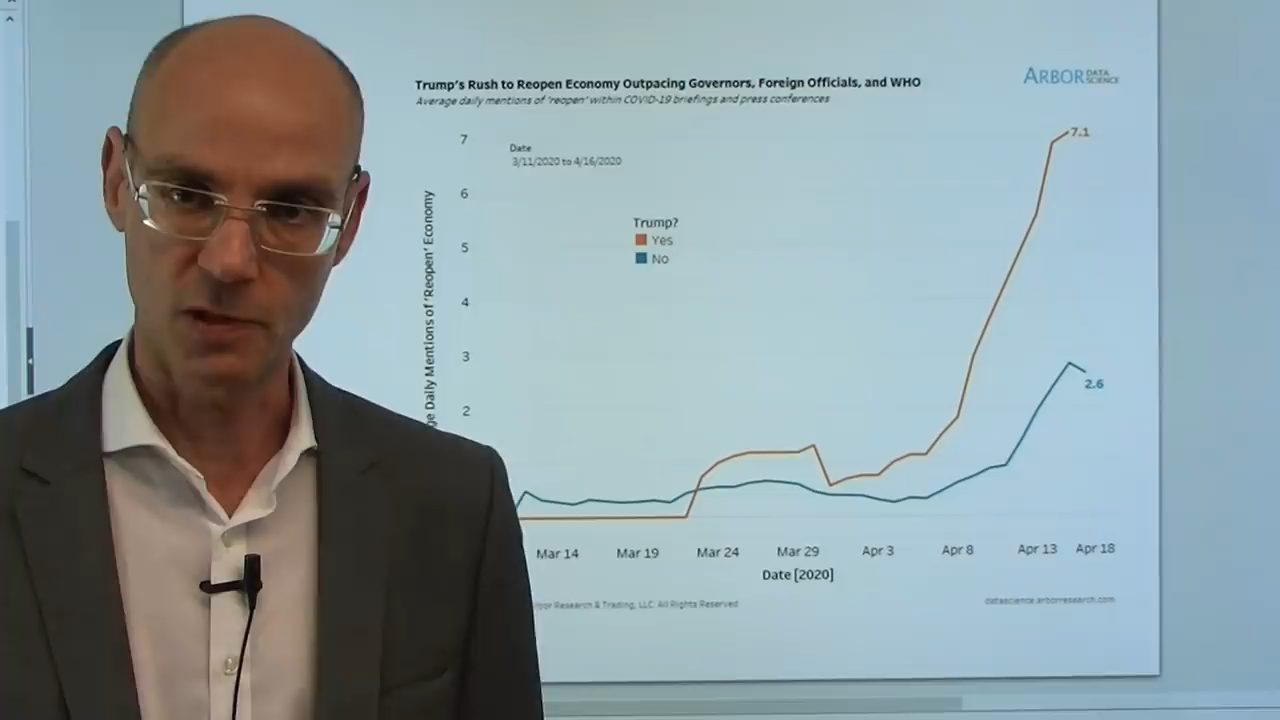 Trump's Rush to Reopen Economy Outpacing Governors, Foreign Officials, and WHO
Average daily mentions of 'reopen' within COVID-19 briefings and press conferences
ARBOR DATA SCIENCE
Date
3/11/2020 to 4/16/2020
Trump?
Yes
No
7
6
5
4
3
2
Daily Mentions of 'Reopen' Economy
7.1
2.6
Mar 14 Mar 19 Mar 24 Mar 29 Apr 3 Apr 8 Apr 13 Apr 18
Date [2020]
Research & Trading, LLC. All Rights Reserved
datascience.arborresearch.com